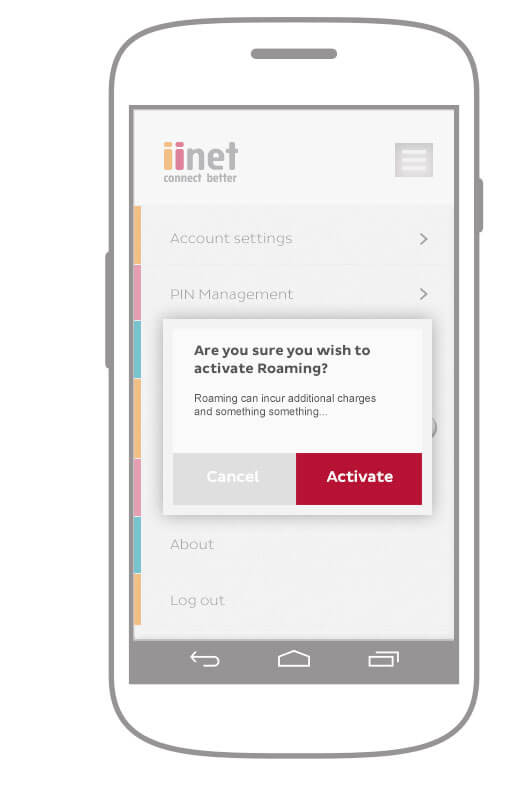 iinet
connect better
Account settings
PIN Management
Are you sure you wish to
activate Roaming?
Roaming can incur additional charges
and something something...
Cancel
Activate
About
Log out